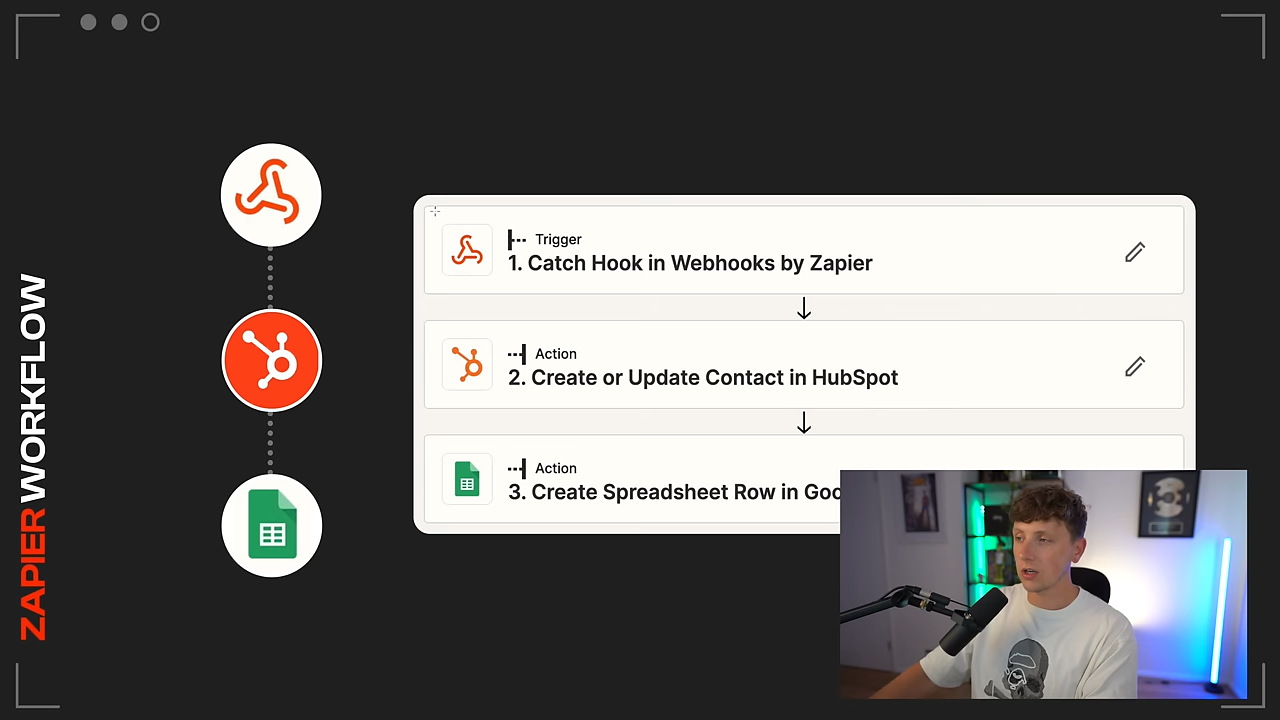 ZAPIER WORKFLOW
Trigger
1. Catch Hook in Webhooks by Zapier
Action
2. Create or Update Contact in HubSpot
Action
3. Create Spreadsheet Row in